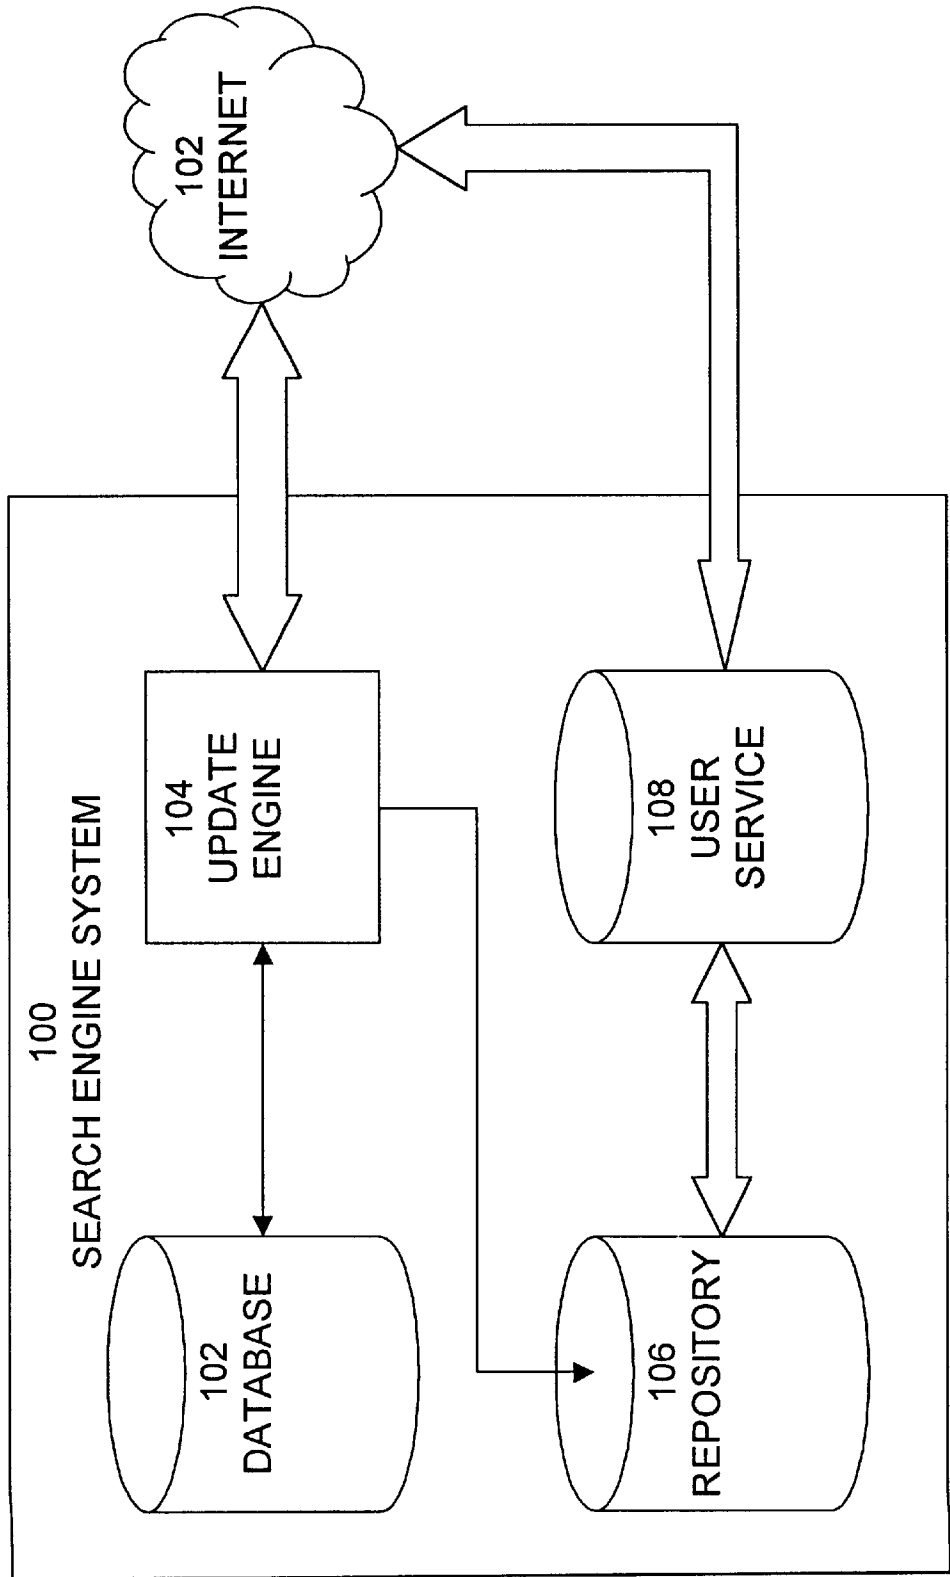 100
SEARCH ENGINE SYSTEM
102
DATABASE
104
UPDATE
ENGINE
102
INTERNET
106
REPOSITORY
108
USER
SERVICE